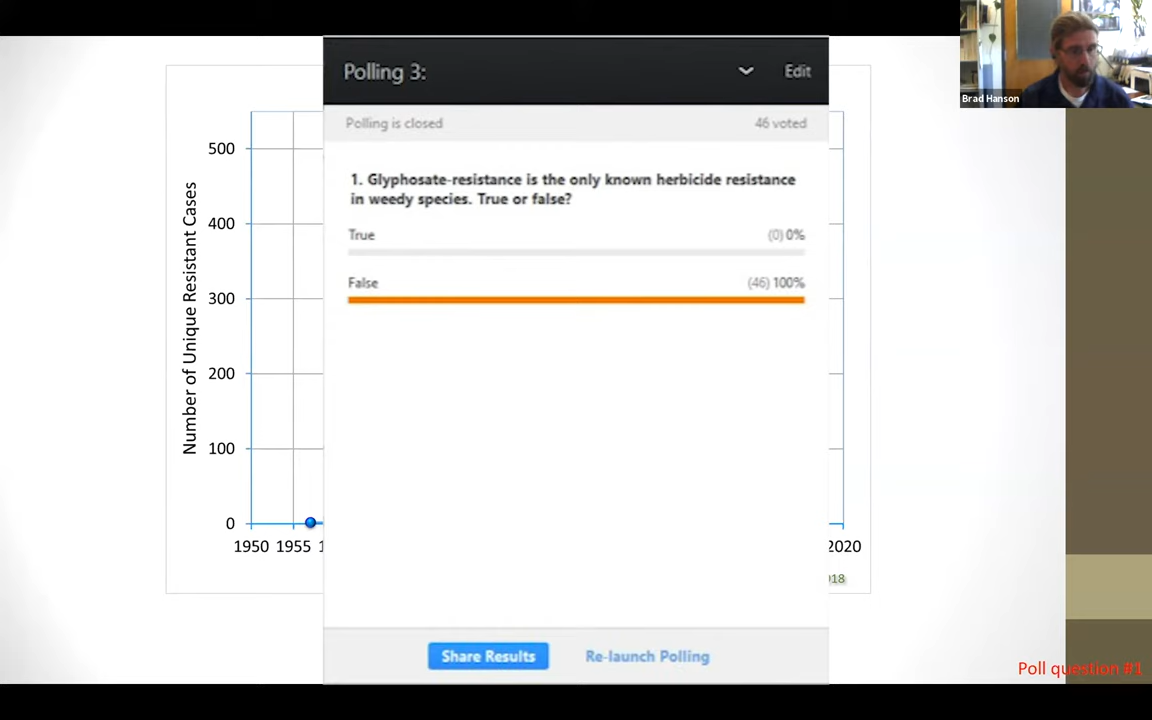 Polling 3:
Edit
Brad Hanson
Polling is closed
46 voted
500
400
300
200
100
0
Number of Unique Resistant Cases
1. Glyphosate-resistance is the only known herbicide resistance
in weedy species. True or false?
True
(0) 0%
False
(46) 100%
1950 1955 1
2020
018
Share Results
Re-launch Polling
Poll question #1